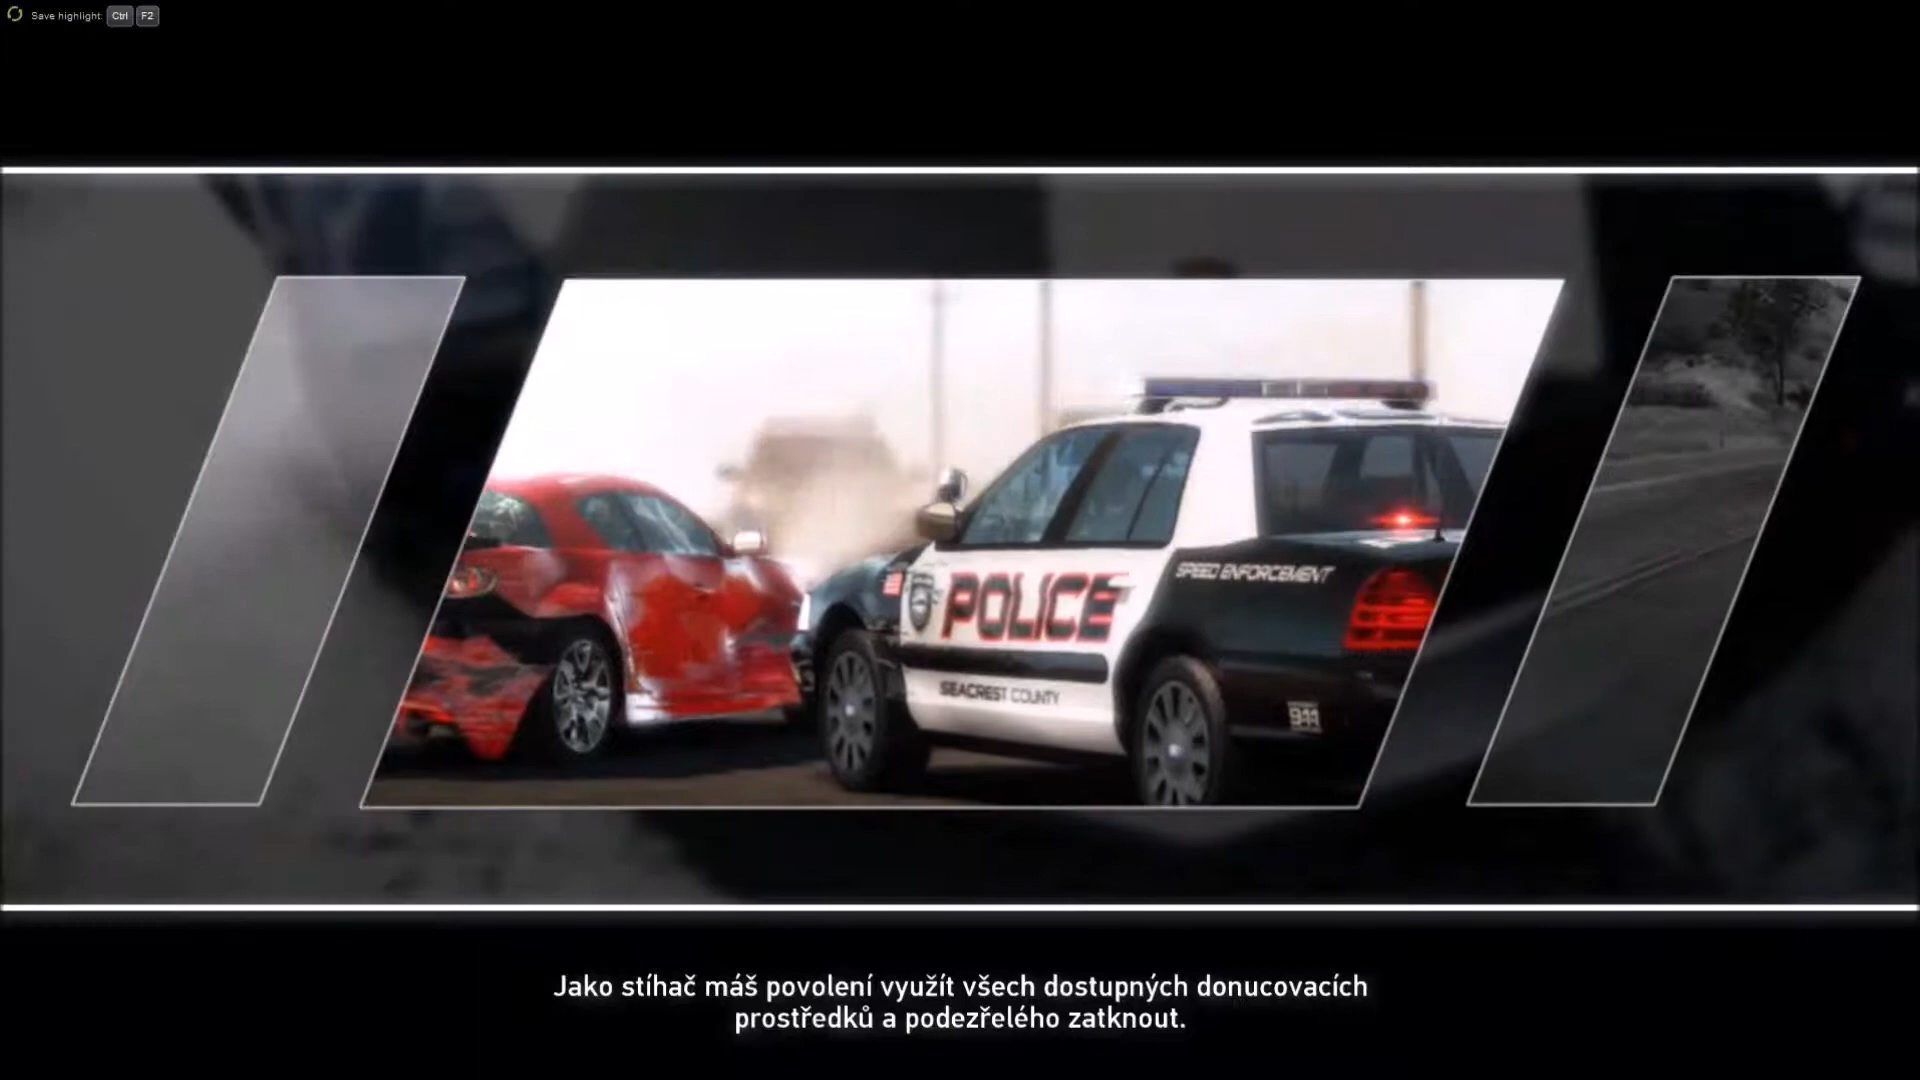 Save highlight: Ctrl F2
SPEED ENFORCEMENT
POLICE
SEACREST COUNTY
911
Jako stíhač máš povolení využít všech dostupných donucovacích
prostředků a podezřelého zatknout.